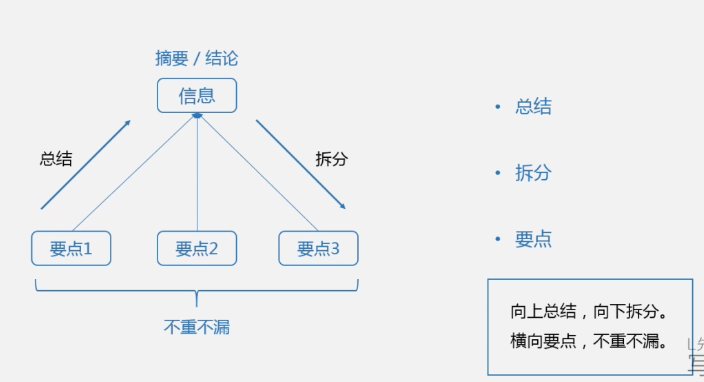 摘要 / 结论
信息
总结
拆分
要点1
要点2
要点3
不重不漏
• 总结
• 拆分
• 要点
向上总结，向下拆分。
横向要点，不重不漏。